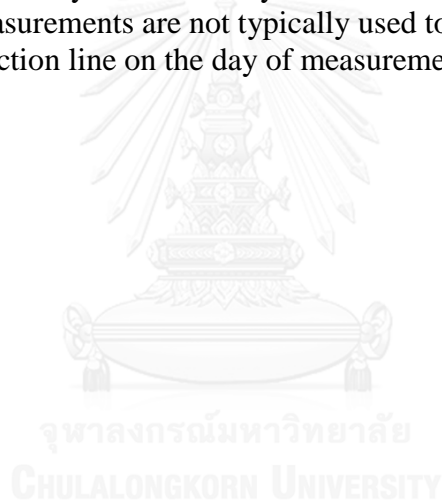 asurements are not typically used to
ction line on the day of measureme
จุฬาลงกรณ์มหาวิทยาลัย
CHULALONGKORN UNIVERSITY